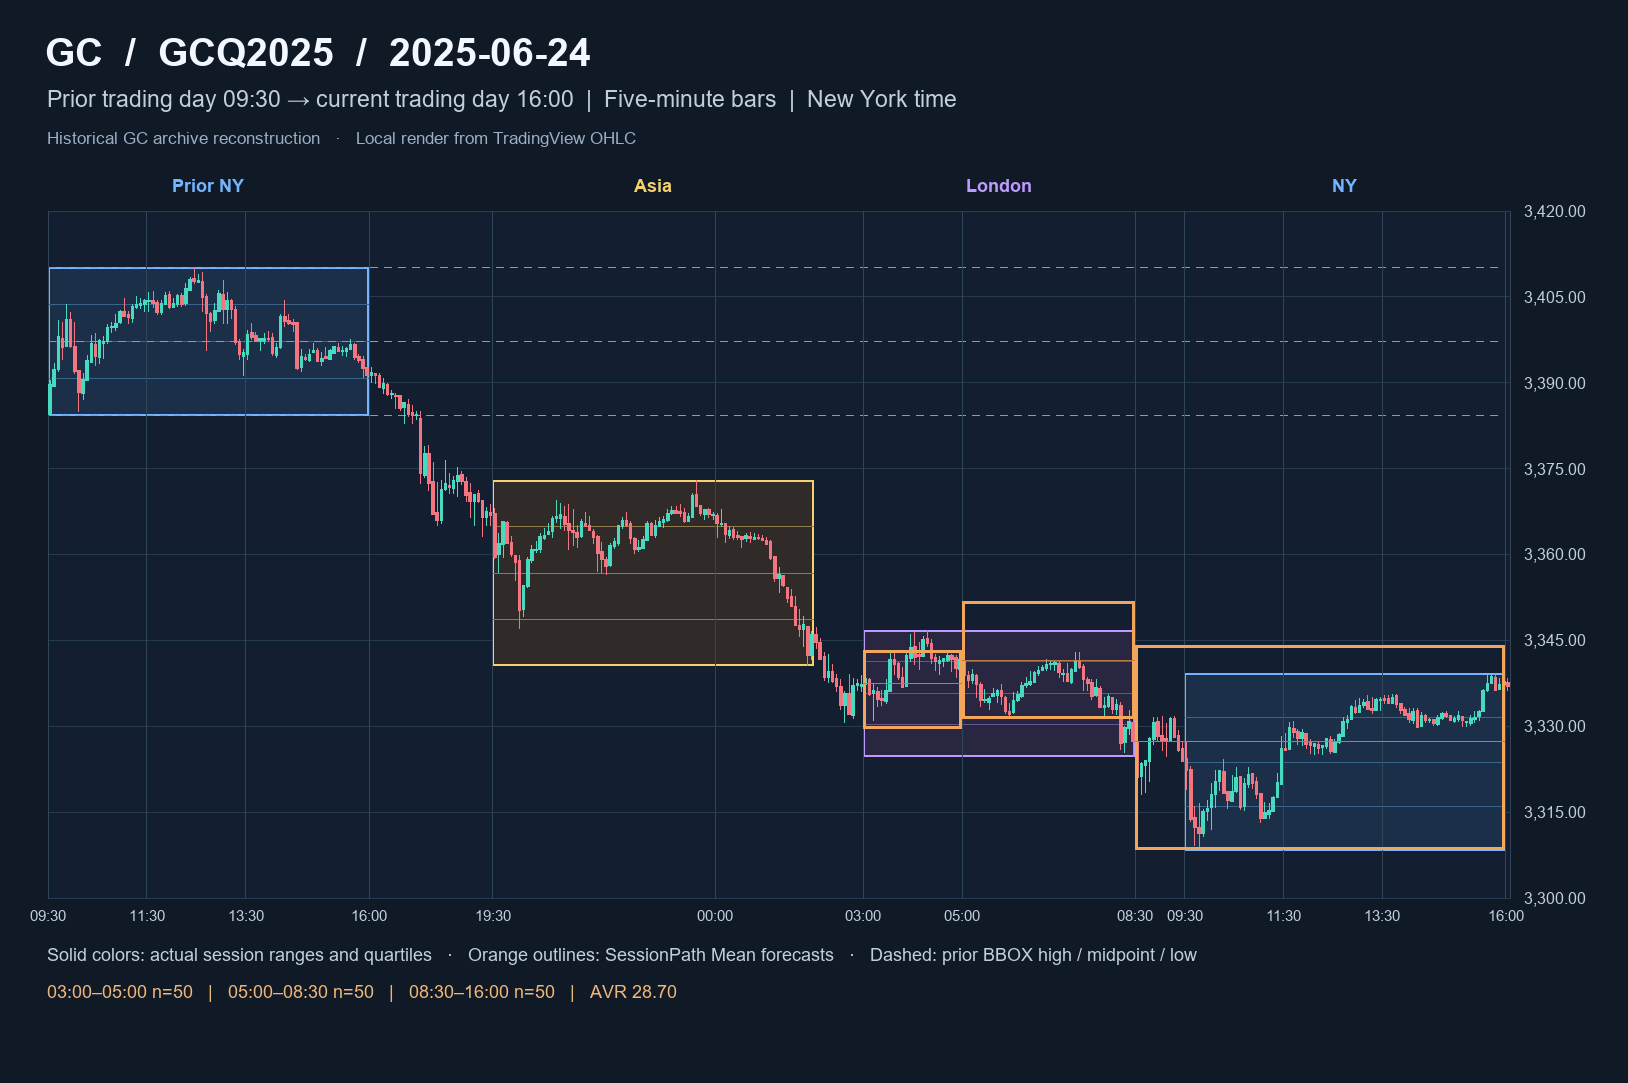 GC / GCQ2025 / 2025-06-24
Prior trading day 09:30 → current trading day 16:00 | Five-minute bars | New York time
Historical GC archive reconstruction · Local render from TradingView OHLC
Prior NY Asia London NY
3,420.00
3,405.00
3,390.00
3,375.00
3,360.00
3,345.00
3,330.00
3,315.00
3,300.00
09:30 11:30 13:30 16:00 19:30 00:00 03:00 05:00 08:30 09:30 11:30 13:30 16:00
Solid colors: actual session ranges and quartiles · Orange outlines: SessionPath Mean forecasts · Dashed: prior BBOX high / midpoint / low
03:00–05:00 n=50 | 05:00–08:30 n=50 | 08:30–16:00 n=50 | AVR 28.70